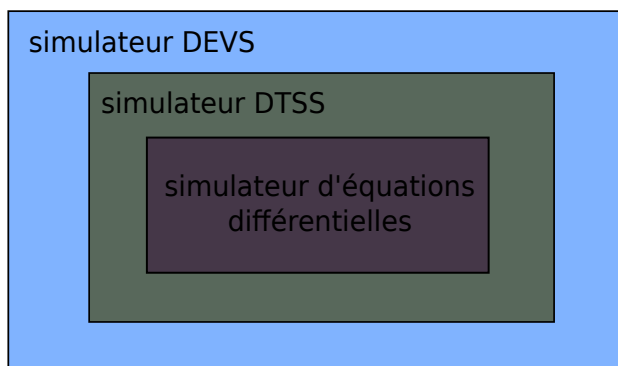 simulateur DEVS
simulateur DTSS
simulateur d'équations
différentielles